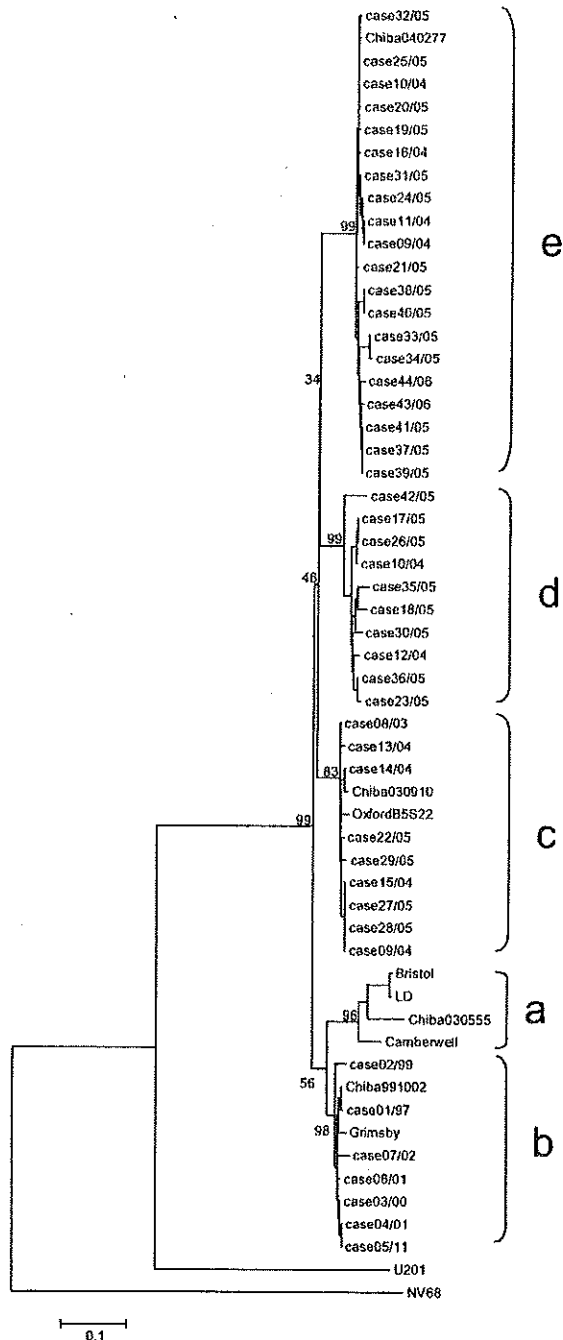 case32/05
Chiba040277
case25/05
case10/04
case20/05
case19/05
case16/04
case31/05
case24/05
case11/04
99
case09/04
e
case21/05
case38/05
case40/05
case33/05
case34/05
34
case44/06
case43/06
case41/05
case37/05
case39/05
case42/05
case17/05
99
case26/05
case10/04
46
case35/05
d
case18/05
case30/05
case12/04
case36/05
case23/05
case08/03
case13/04
83
case14/04
Chiba030910
99
OxfordB5S22
c
case22/05
case29/05
case15/04
case27/05
case28/05
case09/04
Bristol
LD
96
Chiba030555
a
Camberwell
case02/99
56
Chiba991002
case01/97
98
Grimsby
b
case07/02
case06/01
case03/00
case04/01
case05/11
U201
NV68
0.1